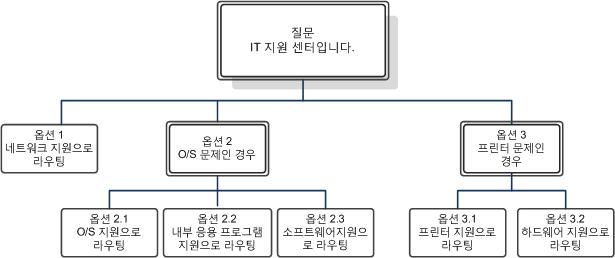 질문
IT 지원 센터입니다.
옵션 1
네트워크 지원으로
라우팅
옵션 2
O/S 문제인 경우
옵션 3
프린터 문제인
경우
옵션 2.1
O/S 지원으로
라우팅
옵션 2.2
내부 응용 프로그램
지원으로 라우팅
옵션 2.3
소프트웨어지원으
로 라우팅
옵션 3.1
프린터 지원으로
라우팅
옵션 3.2
하드웨어 지원으로
라우팅